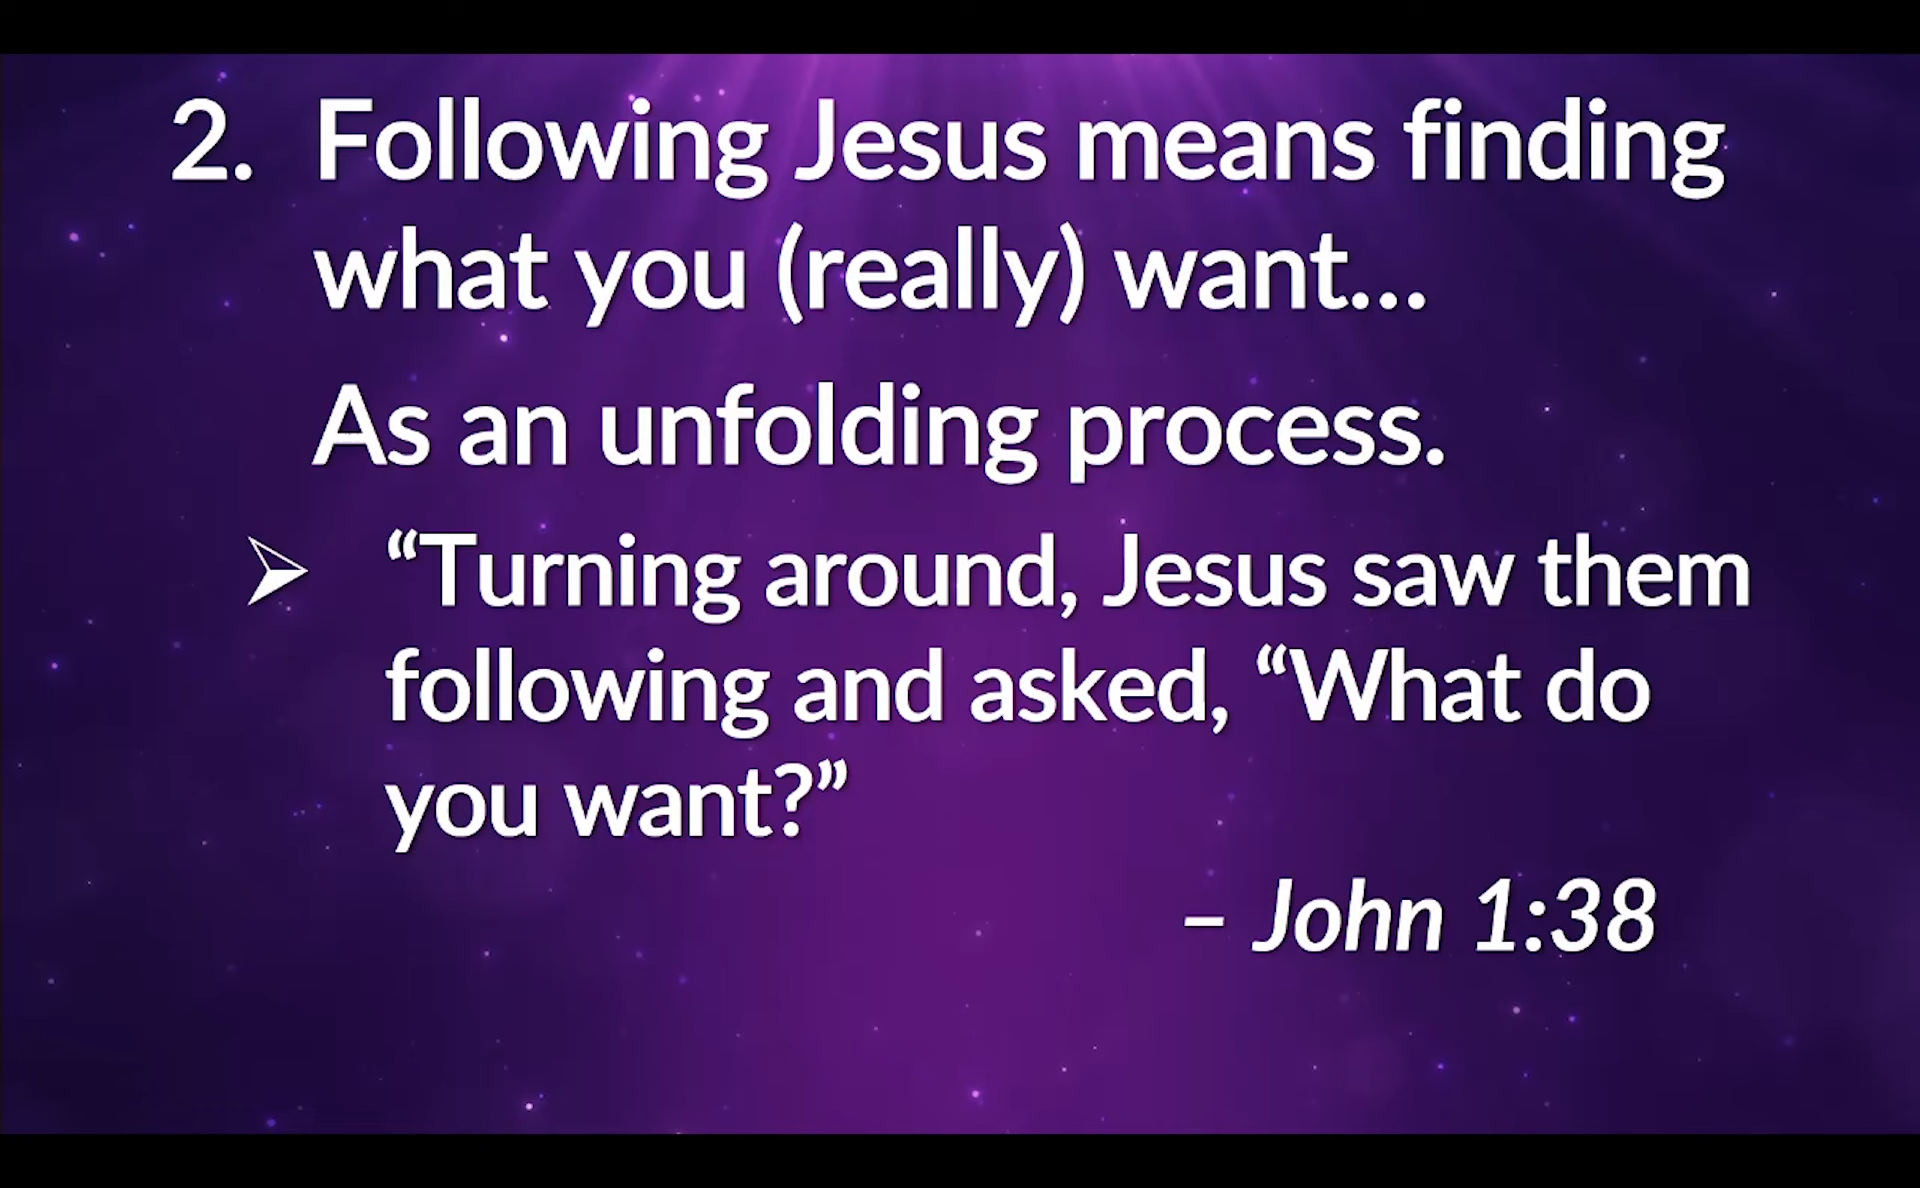 2. Following Jesus means finding
what you (really) want...
As an unfolding process.
➢ “Turning around, Jesus saw them
following and asked, “What do
you want?”
– John 1:38